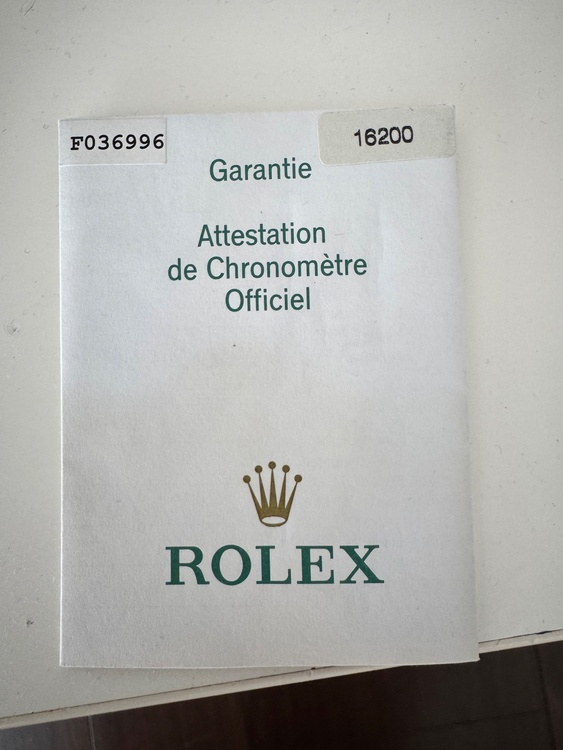 F036996
16200
Garantie
Attestation
de Chronomètre
Officiel
ROLEX